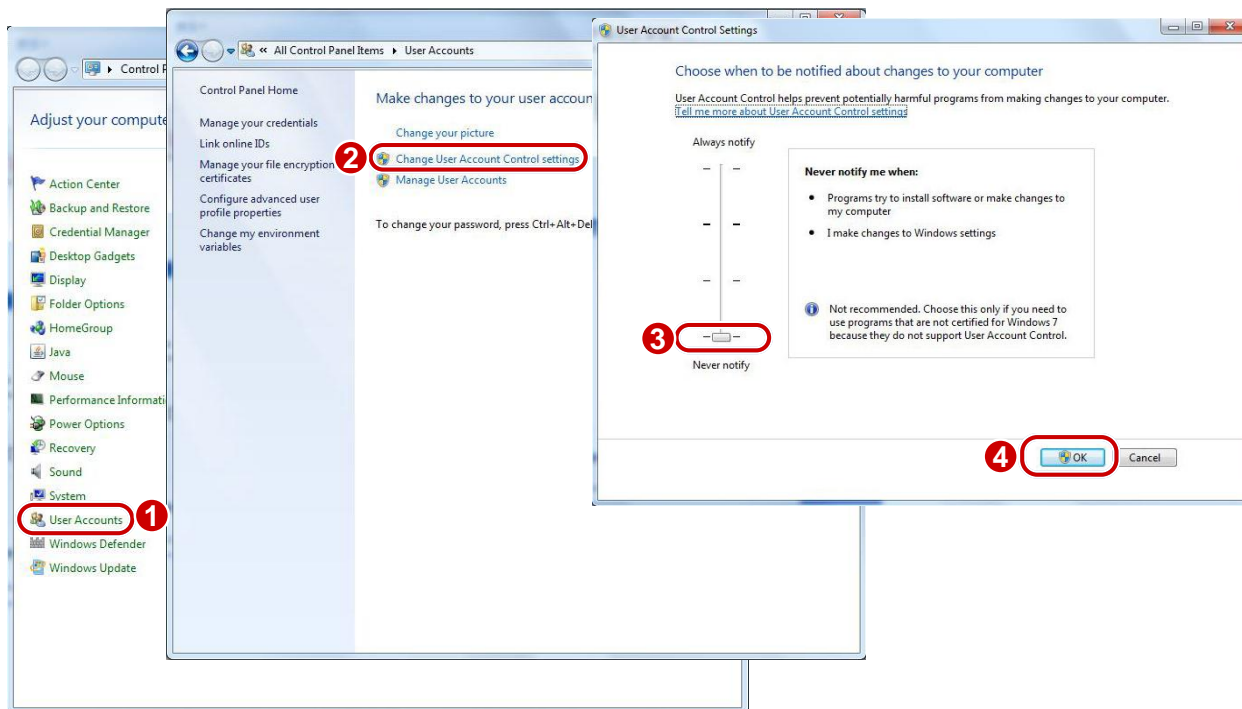 Control P
Adjust your compute
Action Center
Backup and Restore
Credential Manager
Desktop Gadgets
Display
Folder Options
HomeGroup
Java
Mouse
Performance Informati
Power Options
Recovery
Sound
System
User Accounts
1
Windows Defender
Windows Update
« All Control Panel Items ▸ User Accounts
Control Panel Home
Manage your credentials
Link online IDs
Manage your file encryption
certificates
Configure advanced user
profile properties
Change my environment
variables
Make changes to your user accoun
Change your picture
2
Change User Account Control settings
Manage User Accounts
To change your password, press Ctrl+Alt+Del
User Account Control Settings
Choose when to be notified about changes to your computer
User Account Control helps prevent potentially harmful programs from making changes to your computer.
Tell me more about User Account Control settings
Always notify
Never notify me when:
• Programs try to install software or make changes to
my computer
• I make changes to Windows settings
Not recommended. Choose this only if you need to
use programs that are not certified for Windows 7
because they do not support User Account Control.
3
Never notify
4
OK
Cancel